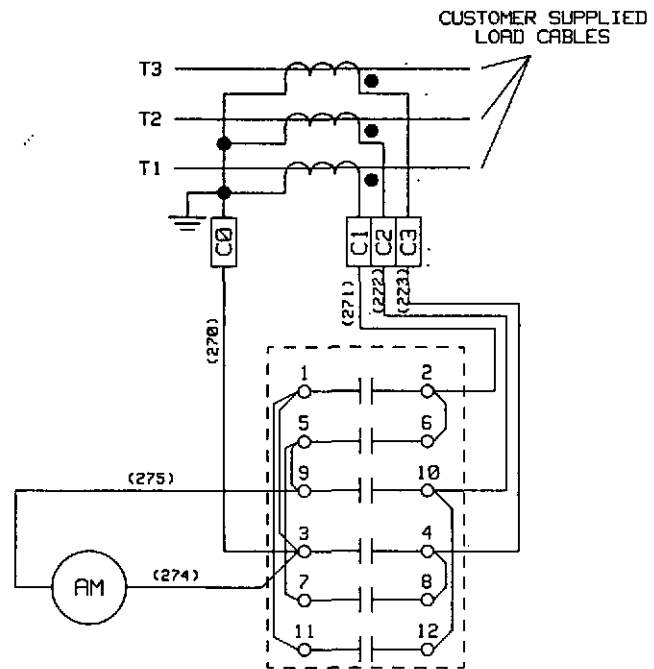 CUSTOMER SUPPLIED
LOAD CABLES
T3
T2
T1
C0
C1
C2
C3
(270)
(271)
(272)
(273)
1
2
5
6
(275)
9
10
3
4
AM
(274)
7
8
11
12